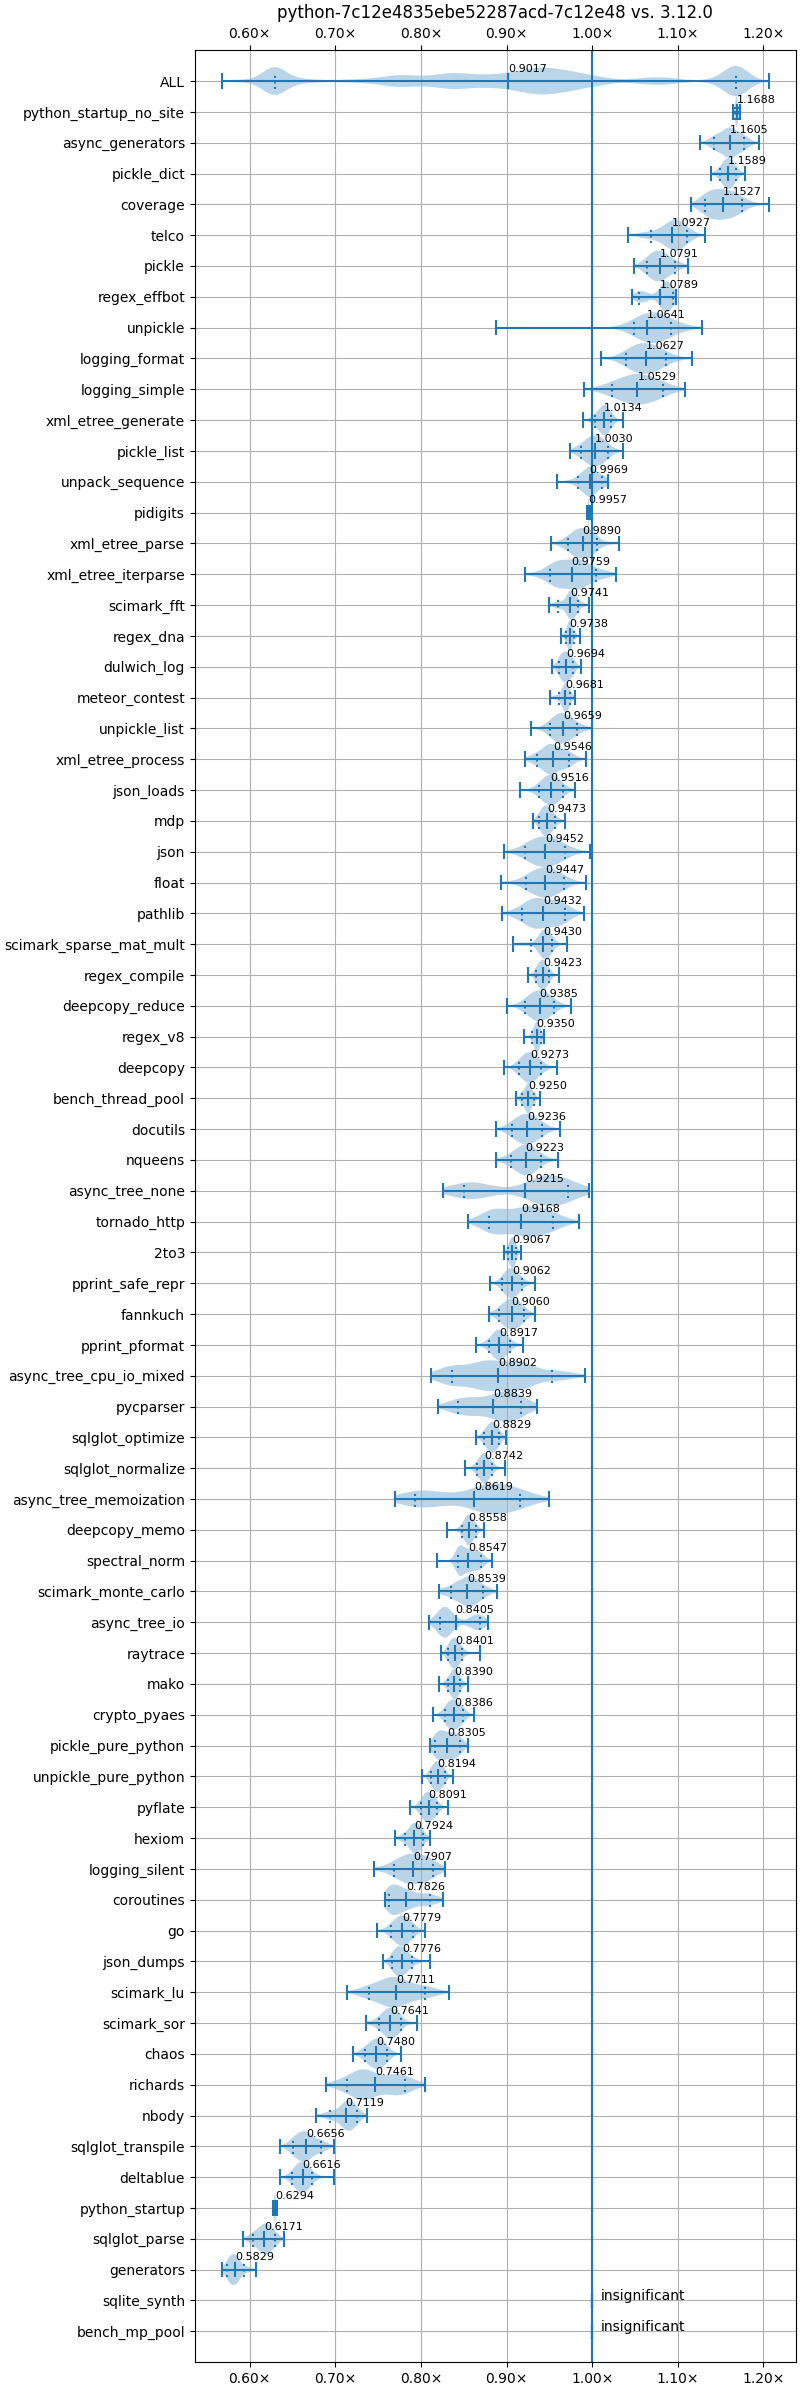 python-7c12e4835ebe52287acd-7c12e48 vs. 3.12.0
0.60× 0.70× 0.80× 0.90× 1.00× 1.10× 1.20×
ALL 0.9017
python_startup_no_site 1.1688
async_generators 1.1605
pickle_dict 1.1589
coverage 1.1527
telco 1.0927
pickle 1.0791
regex_effbot 1.0789
unpickle 1.0641
logging_format 1.0627
logging_simple 1.0529
xml_etree_generate 1.0134
pickle_list 1.0030
unpack_sequence 0.9969
pidigits 0.9957
xml_etree_parse 0.9890
xml_etree_iterparse 0.9759
scimark_fft 0.9741
regex_dna 0.9738
dulwich_log 0.9694
meteor_contest 0.9681
unpickle_list 0.9659
xml_etree_process 0.9546
json_loads 0.9516
mdp 0.9473
json 0.9452
float 0.9447
pathlib 0.9432
scimark_sparse_mat_mult 0.9430
regex_compile 0.9423
deepcopy_reduce 0.9385
regex_v8 0.9350
deepcopy 0.9273
bench_thread_pool 0.9250
docutils 0.9236
nqueens 0.9223
async_tree_none 0.9215
tornado_http 0.9168
2to3 0.9067
pprint_safe_repr 0.9062
fannkuch 0.9060
pprint_pformat 0.8917
async_tree_cpu_io_mixed 0.8902
pycparser 0.8839
sqlglot_optimize 0.8829
sqlglot_normalize 0.8742
async_tree_memoization 0.8619
deepcopy_memo 0.8558
spectral_norm 0.8547
scimark_monte_carlo 0.8539
async_tree_io 0.8405
raytrace 0.8401
mako 0.8390
crypto_pyaes 0.8386
pickle_pure_python 0.8305
unpickle_pure_python 0.8194
pyflate 0.8091
hexiom 0.7924
logging_silent 0.7907
coroutines 0.7826
go 0.7779
json_dumps 0.7776
scimark_lu 0.7711
scimark_sor 0.7641
chaos 0.7480
richards 0.7461
nbody 0.7119
sqlglot_transpile 0.6656
deltablue 0.6616
python_startup 0.6294
sqlglot_parse 0.6171
generators 0.5829
sqlite_synth insignificant
bench_mp_pool insignificant
0.60× 0.70× 0.80× 0.90× 1.00× 1.10× 1.20×